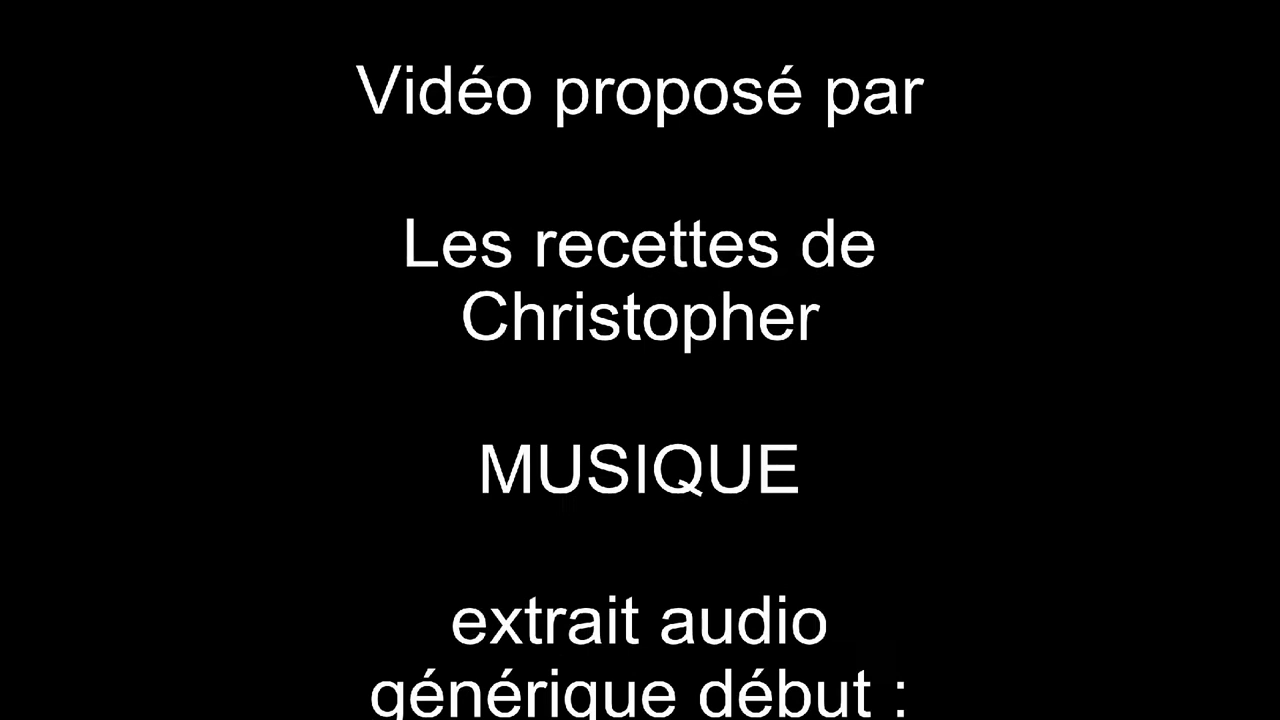 Vidéo proposé par
Les recettes de
Christopher
MUSIQUE
extrait audio
générique début :